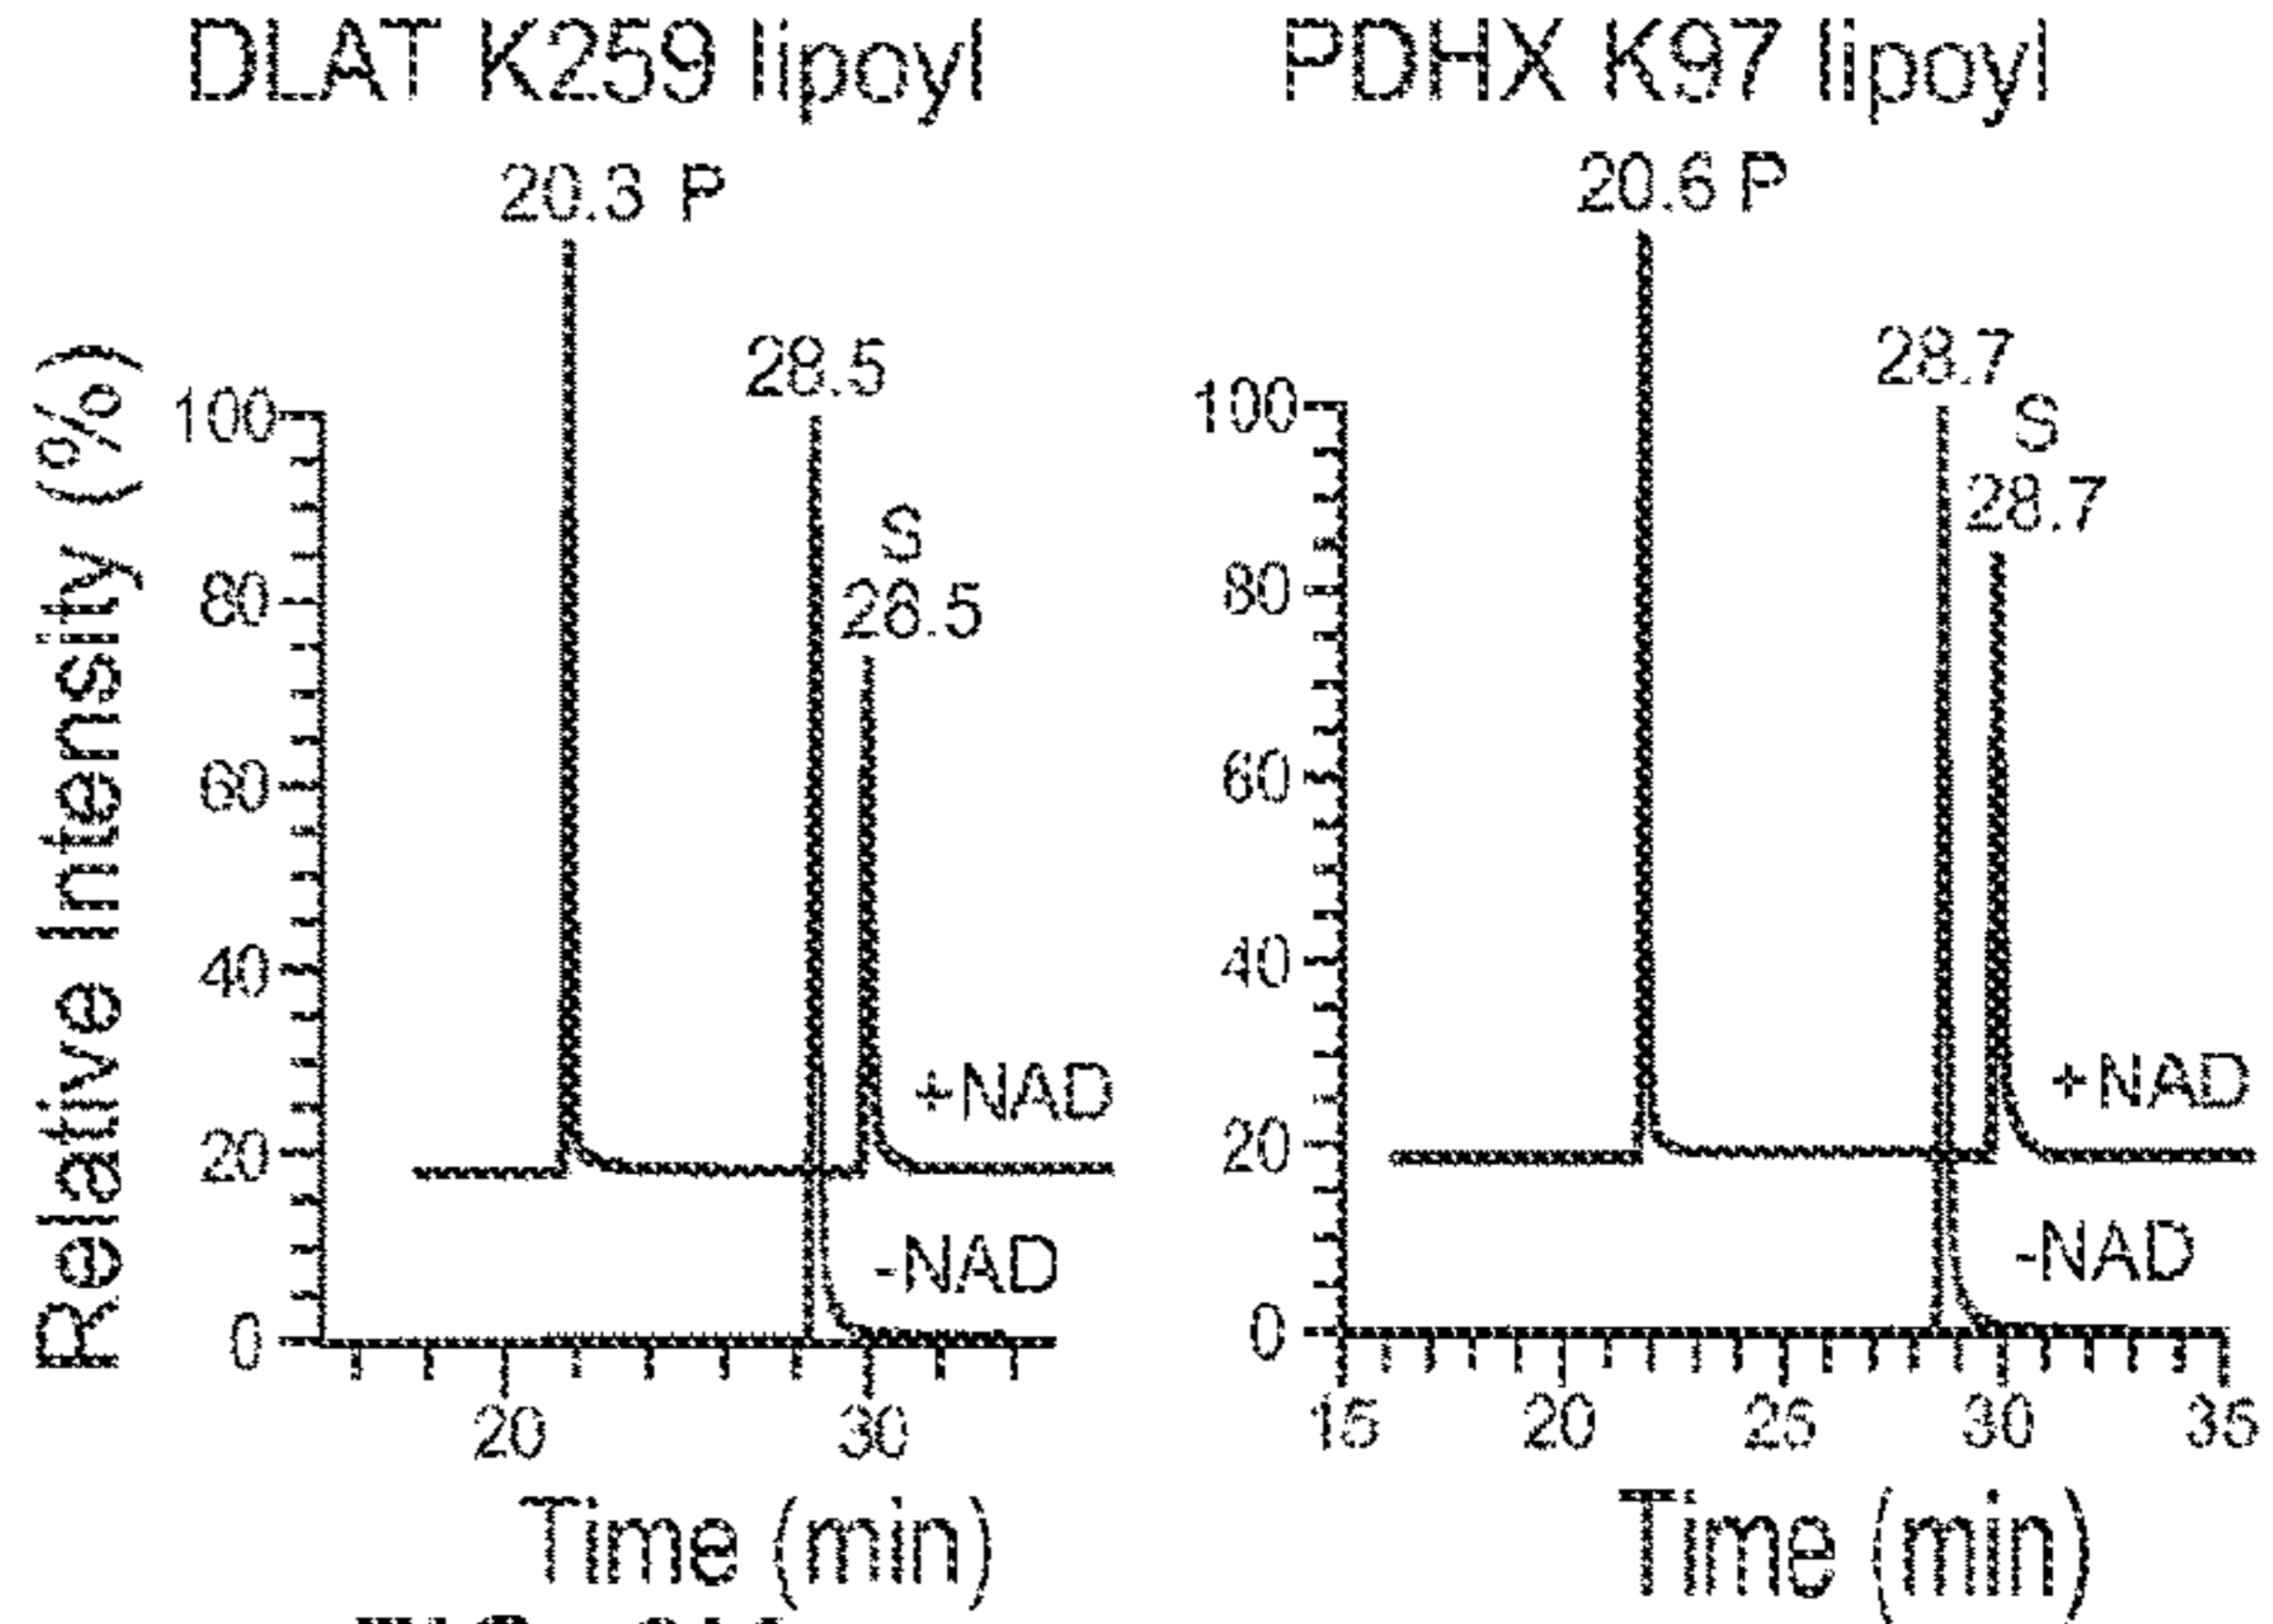 DLAT K259 lipoyl
20.3 P
28.5
S
28.5
Relative Intensity (%)
100
80
60
40
20
0
+NAD
-NAD
20 30
Time (min)
PDHX K97 lipoyl
20.6 P
28.7
S
28.7
100
80
60
40
20
0
+NAD
-NAD
15 20 25 30 35
Time (min)